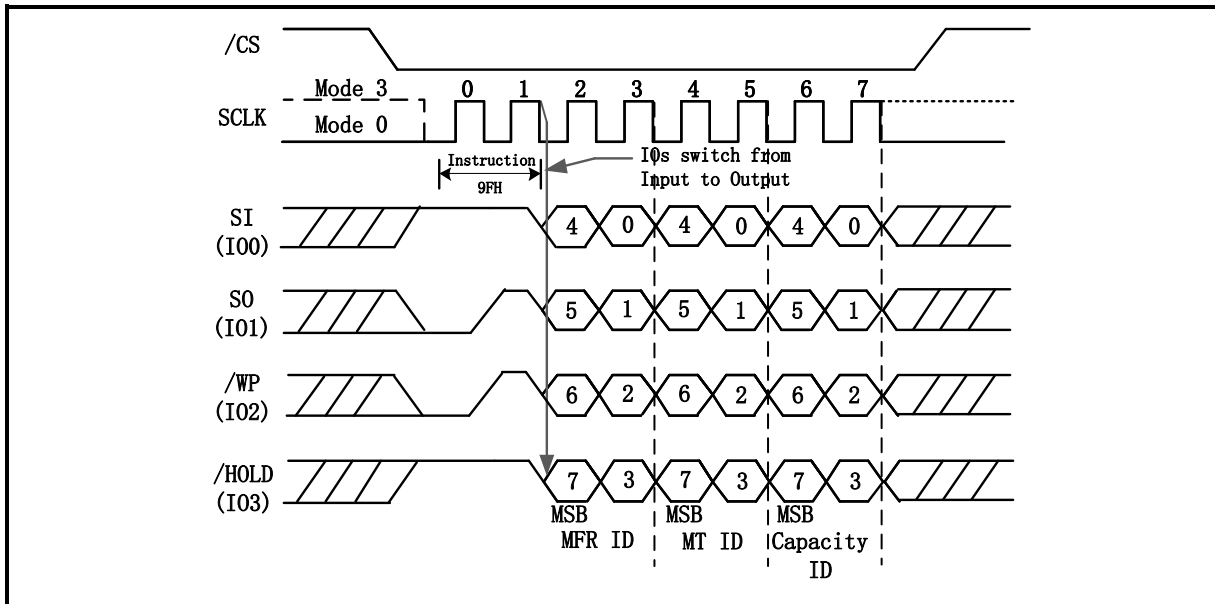 /CS
Mode 3
0 1 2 3 4 5 6 7
SCLK
Mode 0
Instruction
9FH
IOs switch from
Input to Output
SI
(IO0)
4 0 4 0 4 0
SO
(IO1)
5 1 5 1 5 1
/WP
(IO2)
6 2 6 2 6 2
/HOLD
(IO3)
7 3 7 3 7 3
MSB MSB MSB
MFR ID MT ID Capacity
ID